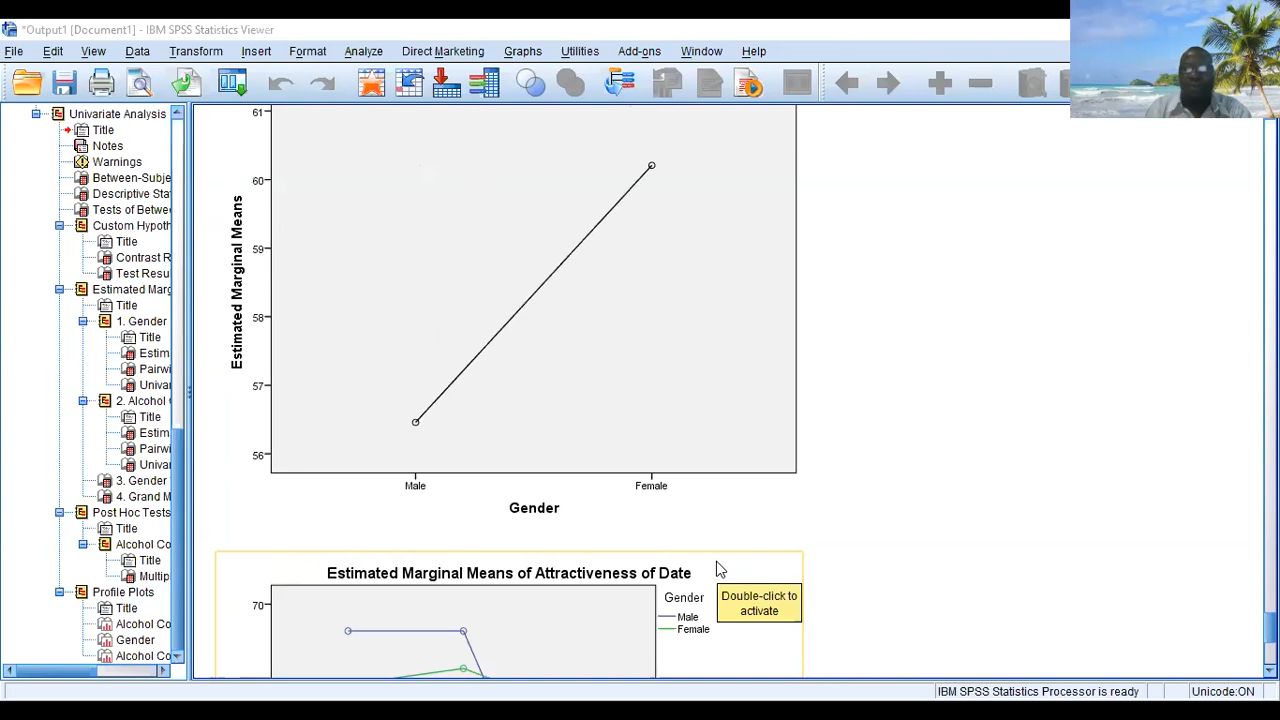 *Output1 [Document1] - IBM SPSS Statistics Viewer
File Edit View Data Transform Insert Format Analyze Direct Marketing Graphs Utilities Add-ons Window Help
Univariate Analysis
Title
Notes
Warnings
Between-Subje
Descriptive Sta
Tests of Betwe
Custom Hypoth
Title
Contrast R
Test Resu
Estimated Marg
Title
1. Gender
Title
Estim
Pairwi
Univa
2. Alcohol
Title
Estim
Pairwi
Univa
3. Gender
4. Grand M
Post Hoc Tests
Title
Alcohol Co
Title
Multip
Profile Plots
Title
Alcohol Co
Gender
Alcohol Co
61
60
59
58
57
56
Estimated Marginal Means
Male Female
Gender
Estimated Marginal Means of Attractiveness of Date
70
Gender
Male
Female
Double-click to
activate
IBM SPSS Statistics Processor is ready
Unicode:ON